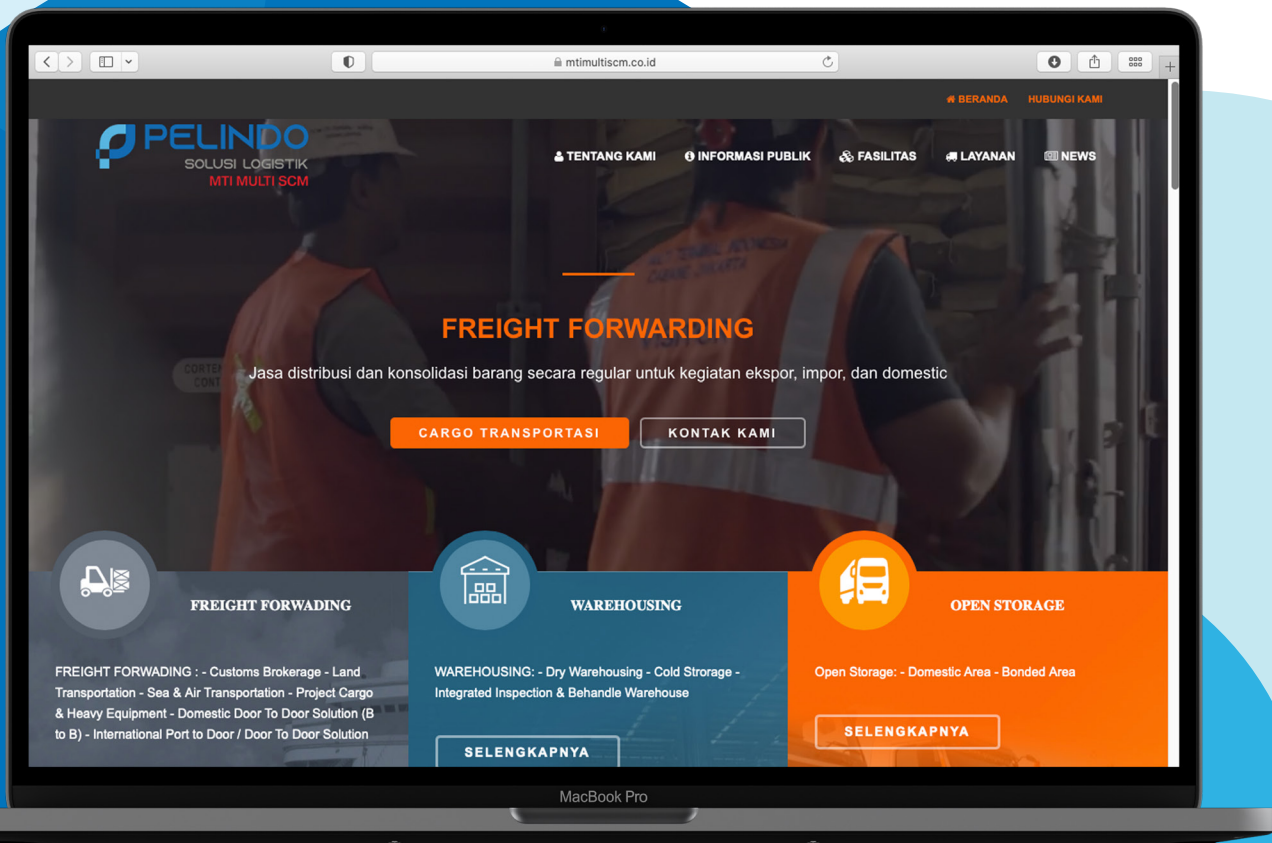 mtimultiscm.co.id
BERANDA HUBUNGI KAMI
PELINDO
SOLUSI LOGISTIK
MTI MULTI SCM
TENTANG KAMI INFORMASI PUBLIK FASILITAS LAYANAN NEWS
FREIGHT FORWARDING
Jasa distribusi dan konsolidasi barang secara regular untuk kegiatan ekspor, impor, dan domestic
CARGO TRANSPORTASI KONTAK KAMI
FREIGHT FORWADING
FREIGHT FORWADING : - Customs Brokerage - Land
Transportation - Sea & Air Transportation - Project Cargo
& Heavy Equipment - Domestic Door To Door Solution (B
to B) - International Port to Door / Door To Door Solution
WAREHOUSING
WAREHOUSING: - Dry Warehousing - Cold Strorage -
Integrated Inspection & Behandle Warehouse
SELENGKAPNYA
OPEN STORAGE
Open Storage: - Domestic Area - Bonded Area
SELENGKAPNYA
MacBook Pro